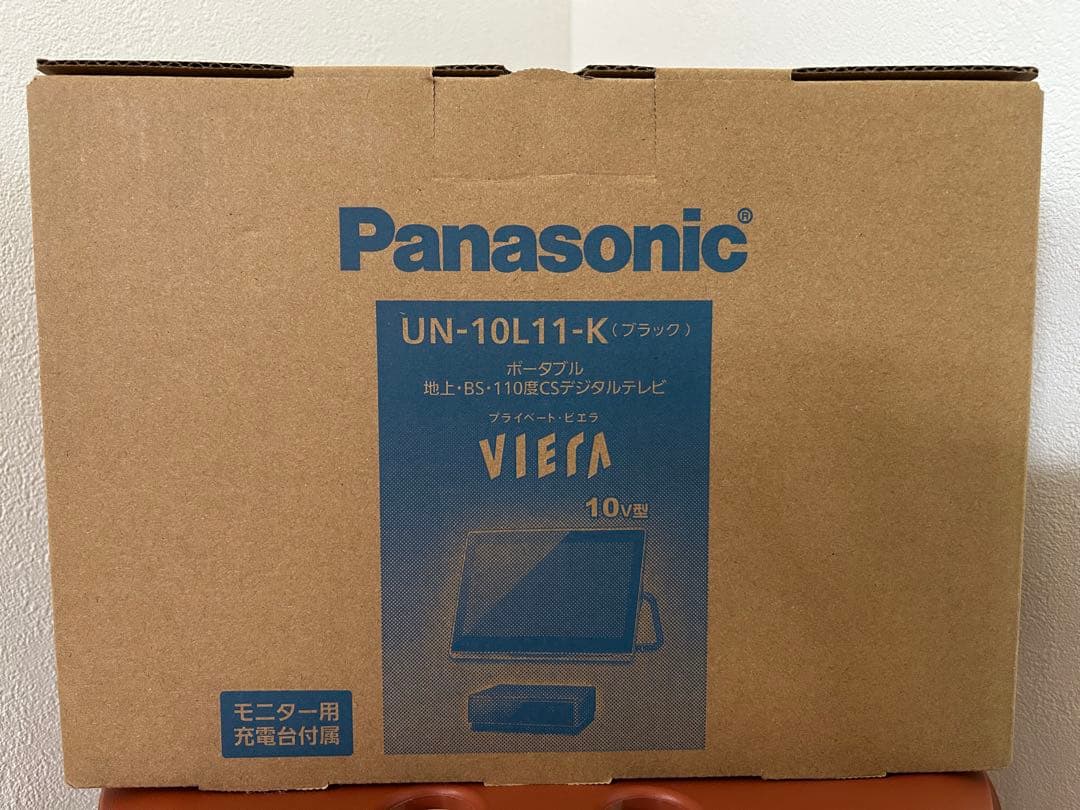 Panasonic®
UN-10L11-K(ブラック)
ポータブル
地上・BS・110度CSデジタルテレビ
プライベート・ビエラ
VIERA
10V型
モニター用
充電台付属